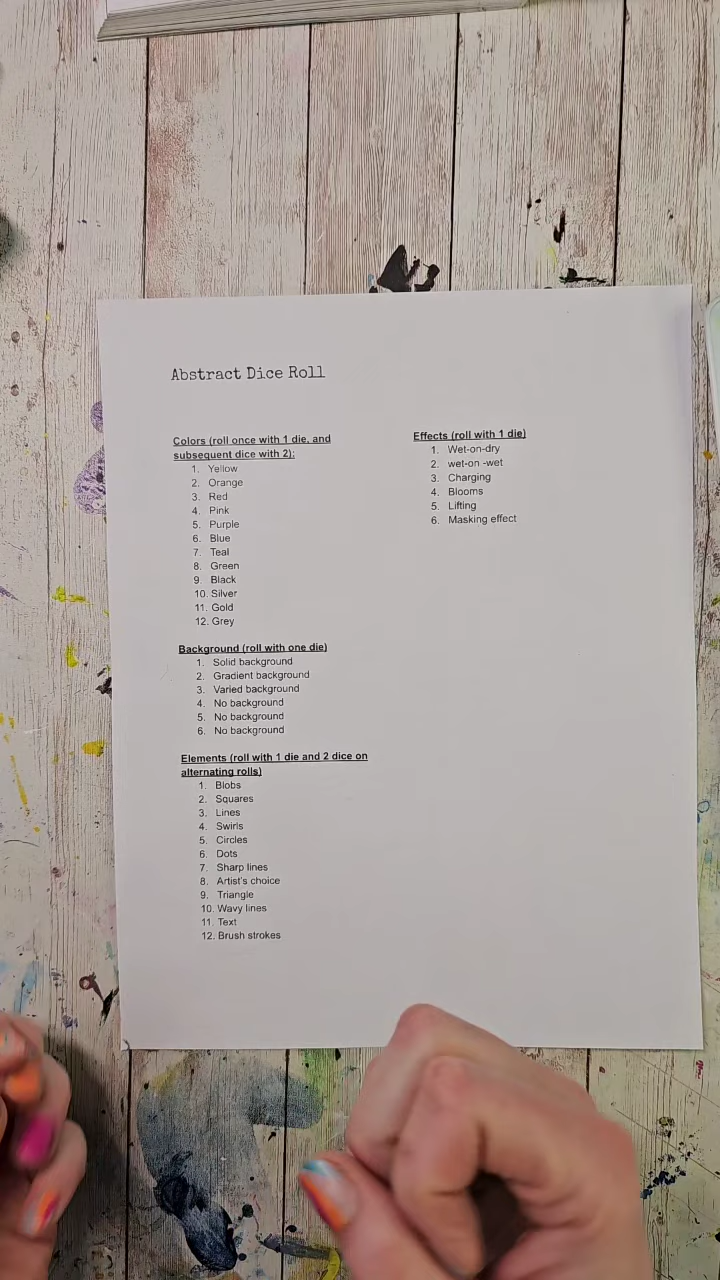 Abstract Dice Roll
Colors (roll once with 1 die, and
subsequent dice with 2):
1. Yellow
2. Orange
3. Red
4. Pink
5. Purple
6. Blue
7. Teal
8. Green
9. Black
10. Silver
11. Gold
12. Grey
Background (roll with one die)
1. Solid background
2. Gradient background
3. Varied background
4. No background
5. No background
6. No background
Elements (roll with 1 die and 2 dice on
alternating rolls)
1. Blobs
2. Squares
3. Lines
4. Swirls
5. Circles
6. Dots
7. Sharp lines
8. Artist's choice
9. Triangle
10. Wavy lines
11. Text
12. Brush strokes
Effects (roll with 1 die)
1. Wet-on-dry
2. wet-on -wet
3. Charging
4. Blooms
5. Lifting
6. Masking effect